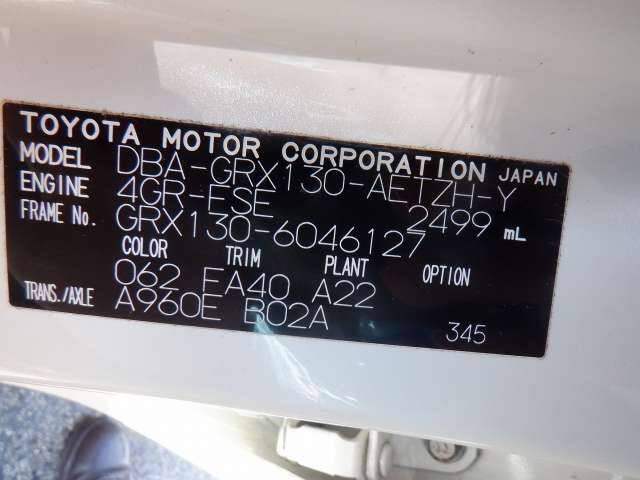 TOYOTA MOTOR CORPORATION JAPAN
MODEL DBA-GRX130-AETZH-Y
ENGINE 4GR-ESE 2499 mL
FRAME No. GRX130-6046127
COLOR TRIM PLANT OPTION
062 EA40 A22
TRANS./AXLE A960E B02A 345